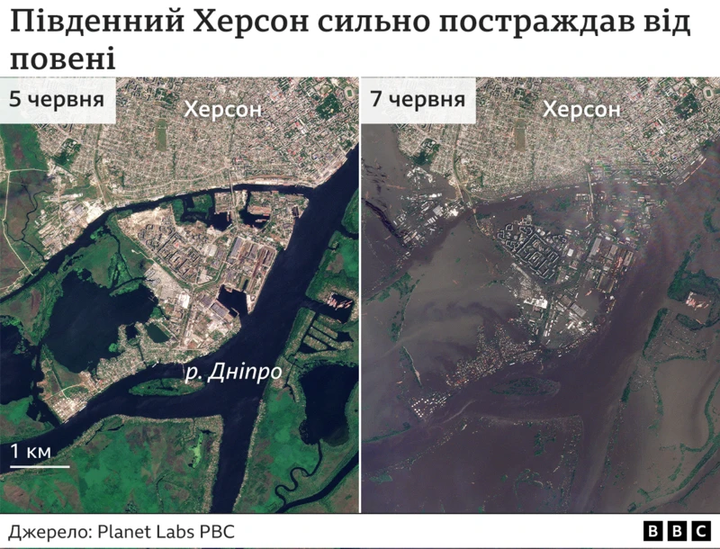 Південний Херсон сильно постраждав від
повені
5 червня
Херсон
р. Дніпро
1 км
7 червня
Херсон
Джерело: Planet Labs PBC
BBC